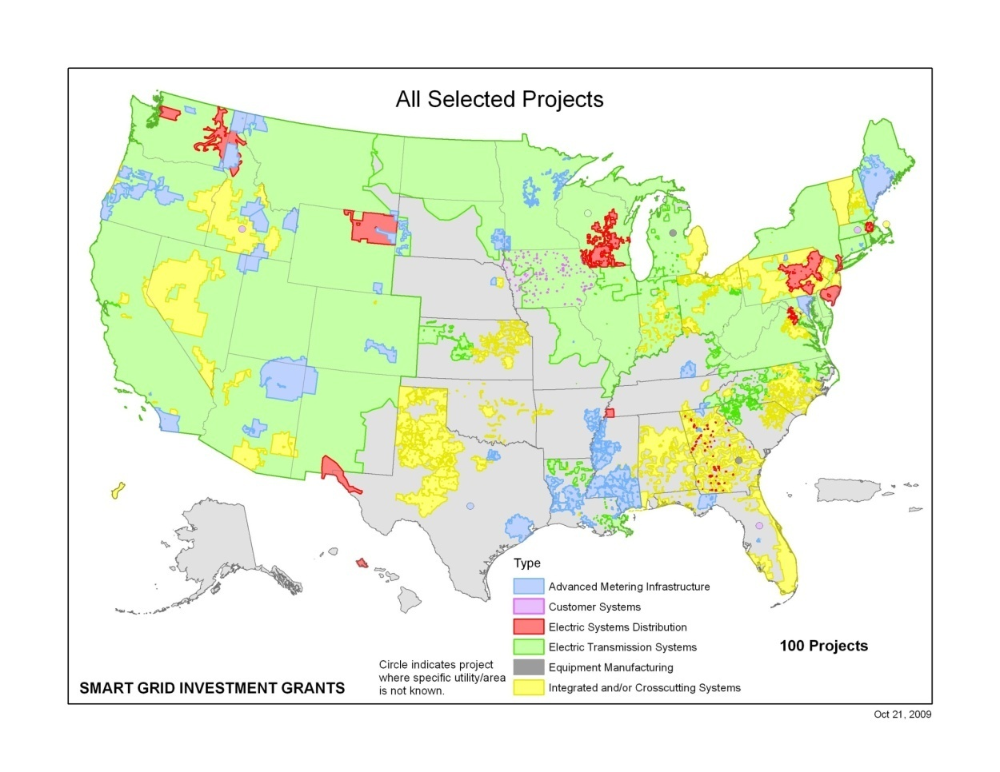 All Selected Projects
Type
Advanced Metering Infrastructure
Customer Systems
Electric Systems Distribution
Electric Transmission Systems
Equipment Manufacturing
Integrated and/or Crosscutting Systems
100 Projects
Circle indicates project
where specific utility/area
is not known.
SMART GRID INVESTMENT GRANTS
Oct 21, 2009